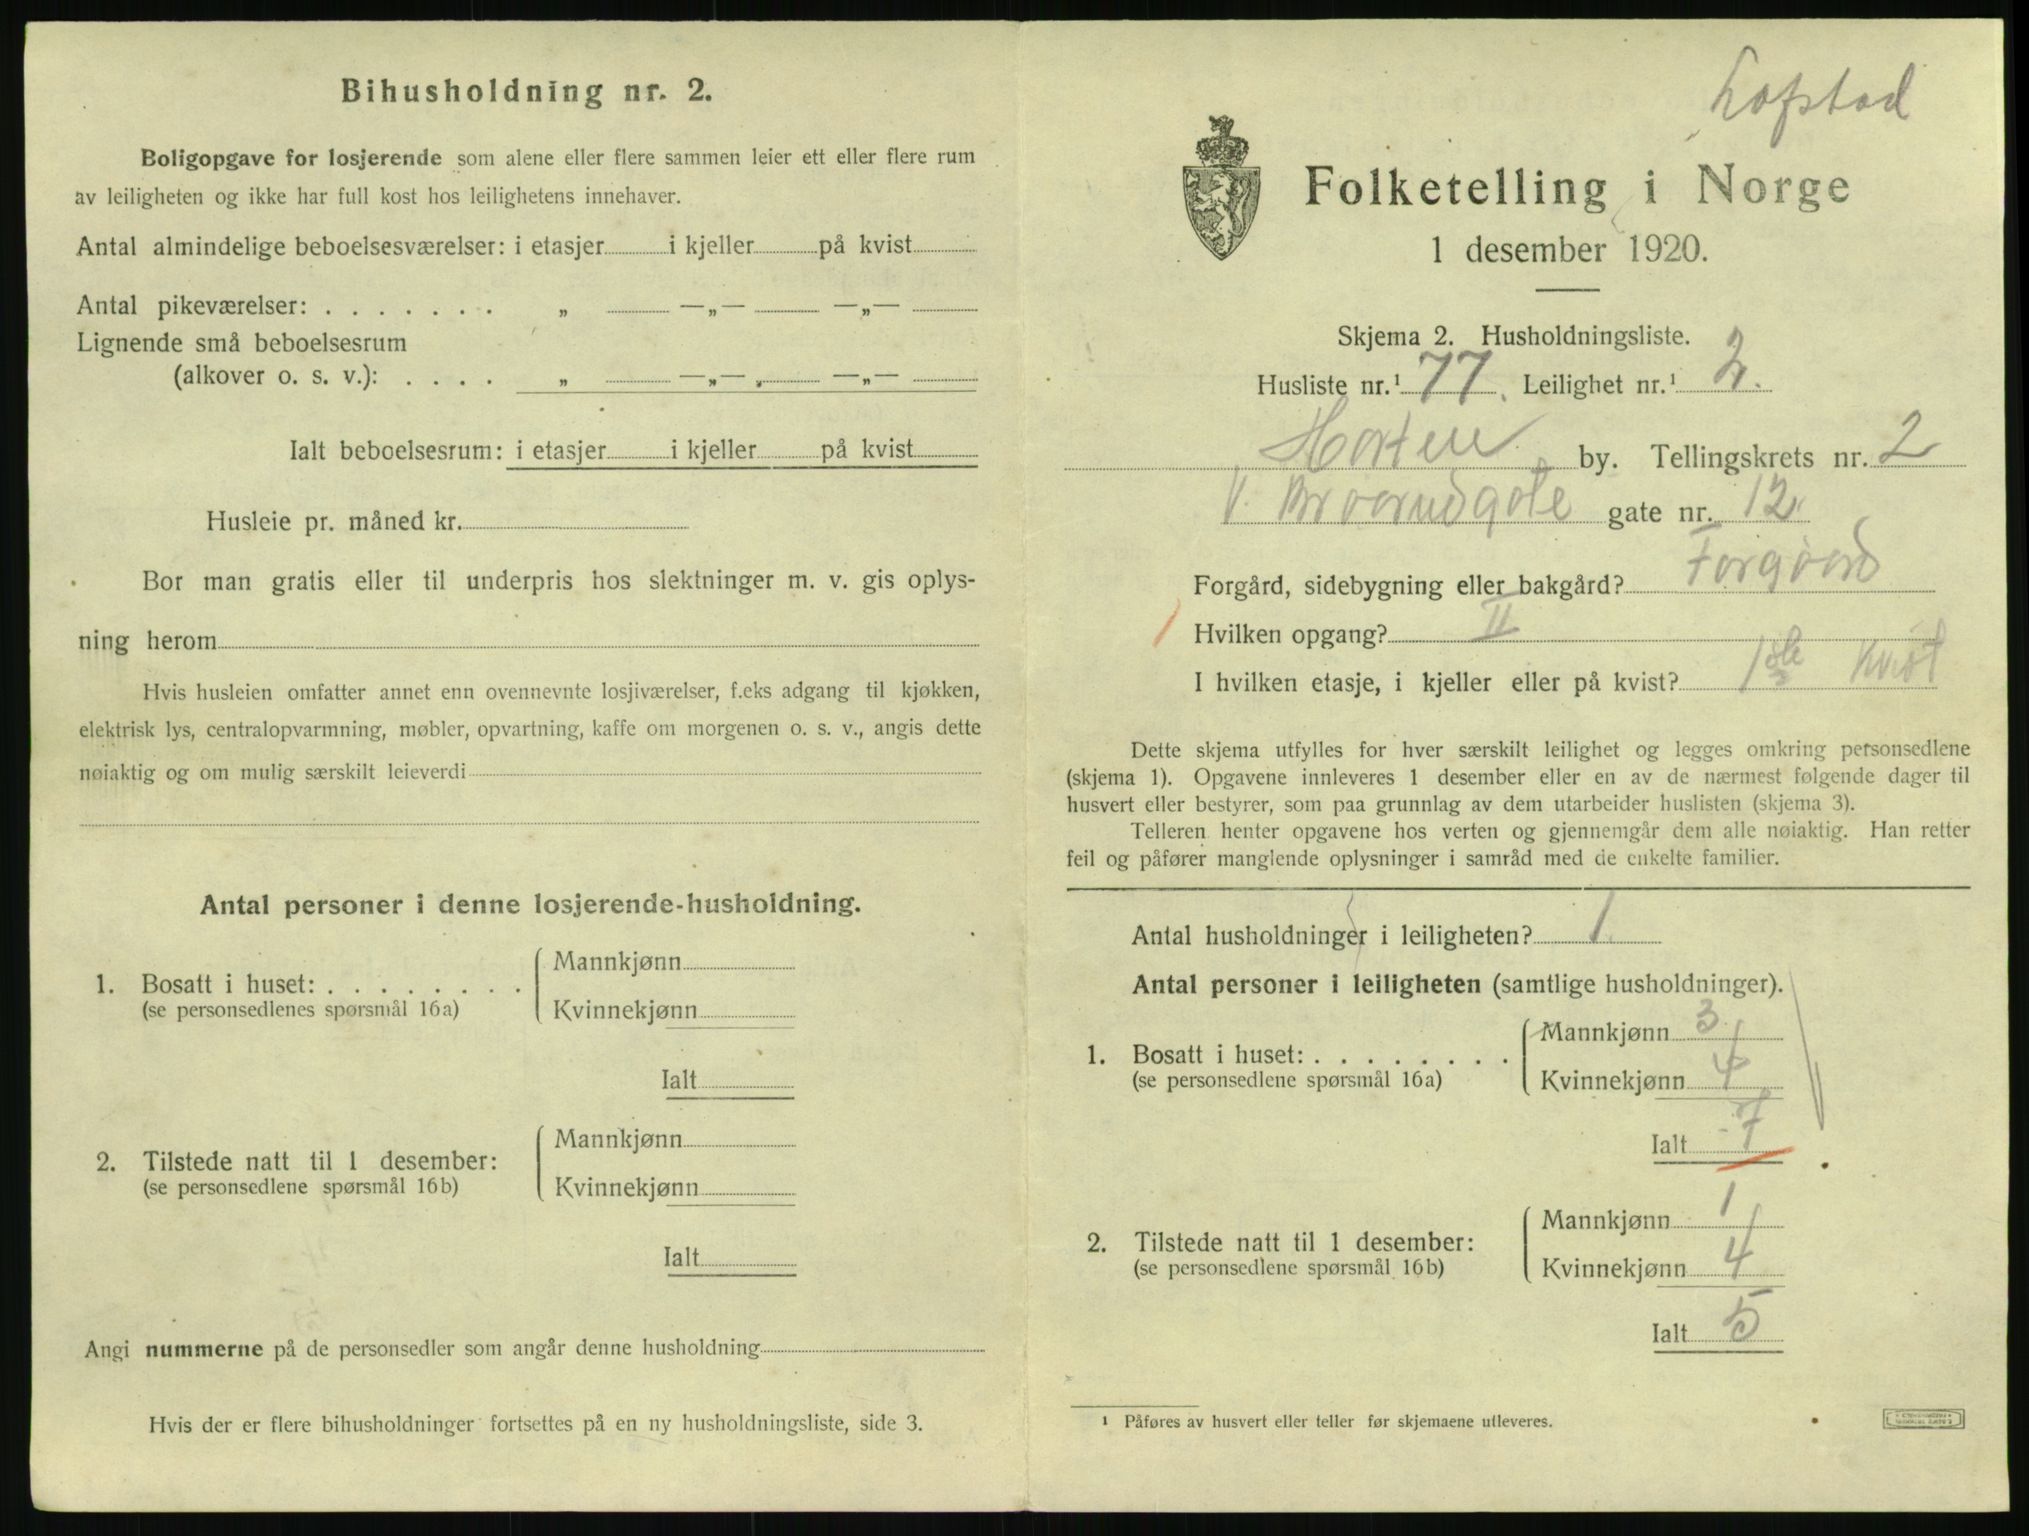 Bihusholdning nr. 2.
Boligopgave for losjerende som alene eller flere sammen leier ett eller flere rum
av leiligheten og ikke har full kost hos leilighetens innehaver.
Antal almindelige beboelsesværelser: i etasjer i kjeller på kvist
Antal pikeværelser: . . . . . . . „ —„— —„—
Lignende små beboelsesrum
(alkover o. s. v.): . . . . „ —„— —„—
Ialt beboelsesrum: i etasjer i kjeller på kvist
Husleie pr. måned kr.
Bor man gratis eller til underpris hos slektninger m. v. gis oplys-
ning herom
Hvis husleien omfatter annet enn ovennevnte losjiværelser, f.eks adgang til kjøkken,
elektrisk lys, centralopvarmning, møbler, opvartning, kaffe om morgenen o. s. v., angis dette
nøiaktig og om mulig særskilt leieverdi
Antal personer i denne losjerende-husholdning.
1. Bosatt i huset: . . . . . . . .
(se personsedlenes spørsmål 16a)
Mannkjønn
Kvinnekjønn
Ialt
2. Tilstede natt til 1 desember:
(se personsedlene spørsmål 16b)
Mannkjønn
Kvinnekjønn
Ialt
Angi nummerne på de personsedler som angår denne husholdning
Hvis der er flere bihusholdninger fortsettes på en ny husholdningsliste, side 3.
Lofstad
Folketelling i Norge
1 desember 1920.
Skjema 2. Husholdningsliste.
Husliste nr.¹ 77. Leilighet nr.¹ 2.
Horten by. Tellingskrets nr. 2
V. gate nr. 12
Forgård, sidebygning eller bakgård? Forgård
Hvilken opgang? II
I hvilken etasje, i kjeller eller på kvist? 1ste Kvist
Dette skjema utfylles for hver særskilt leilighet og legges omkring personsedlene
(skjema 1). Opgavene innleveres 1 desember eller en av de nærmest følgende dager til
husvert eller bestyrer, som paa grunnlag av dem utarbeider huslisten (skjema 3).
Telleren henter opgavene hos verten og gjennemgår dem alle nøiaktig. Han retter
feil og påfører manglende oplysninger i samråd med de enkelte familier.
Antal husholdninger i leiligheten? 1
Antal personer i leiligheten (samtlige husholdninger).
1. Bosatt i huset: . . . . . . . .
(se personsedlene spørsmål 16a)
Mannkjønn 3
Kvinnekjønn 4
Ialt 7
2. Tilstede natt til 1 desember:
(se personsedlene spørsmål 16b)
Mannkjønn 1
Kvinnekjønn 4
Ialt 5
¹ Påføres av husvert eller teller før skjemaene utleveres.